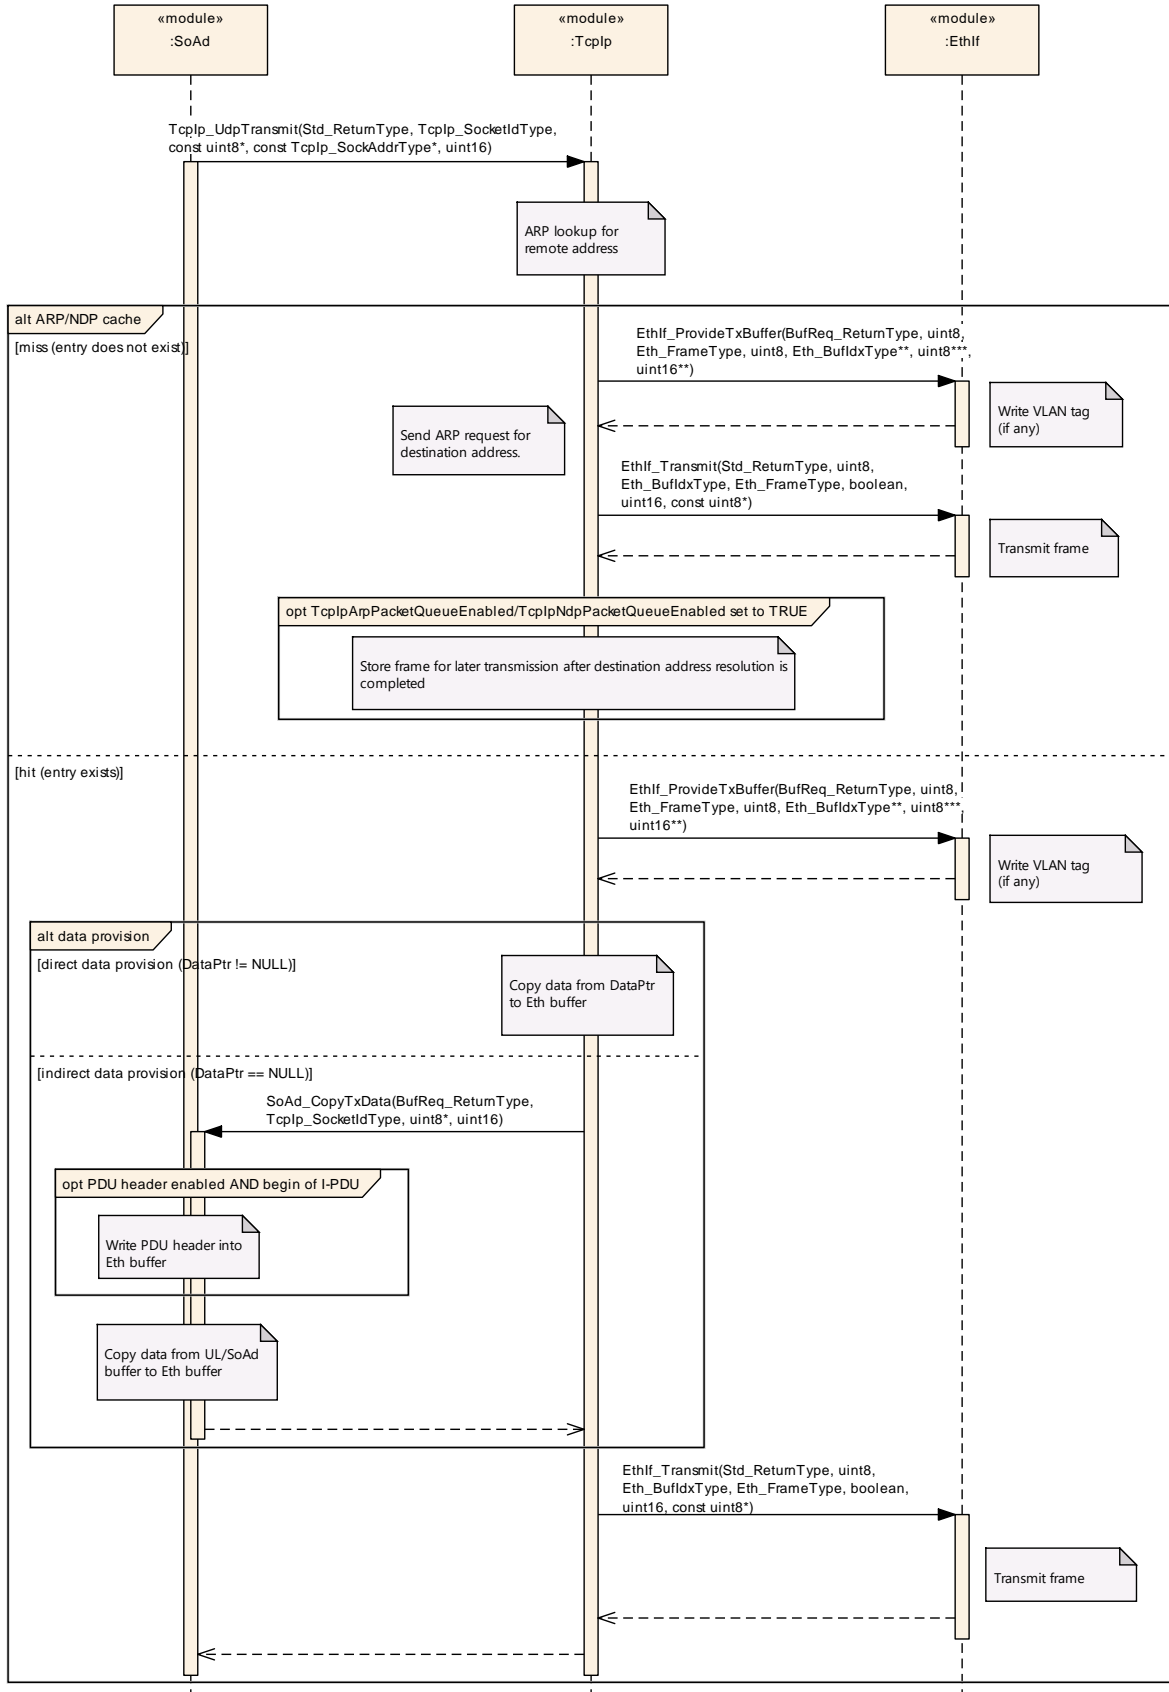 «module»
:SoAd
«module»
:TcpIp
«module»
:EthIf
TcpIp_UdpTransmit(Std_ReturnType, TcpIp_SocketIdType,
const uint8*, const TcpIp_SockAddrType*, uint16)
ARP lookup for
remote address
alt ARP/NDP cache
[miss (entry does not exist)]
EthIf_ProvideTxBuffer(BufReq_ReturnType, uint8,
Eth_FrameType, uint8, Eth_BufIdxType**, uint8***,
uint16**)
Write VLAN tag
(if any)
Send ARP request for
destination address.
EthIf_Transmit(Std_ReturnType, uint8,
Eth_BufIdxType, Eth_FrameType, boolean,
uint16, const uint8*)
Transmit frame
opt TcpIpArpPacketQueueEnabled/TcpIpNdpPacketQueueEnabled set to TRUE
Store frame for later transmission after destination address resolution is
completed
[hit (entry exists)]
EthIf_ProvideTxBuffer(BufReq_ReturnType, uint8,
Eth_FrameType, uint8, Eth_BufIdxType**, uint8***,
uint16**)
Write VLAN tag
(if any)
alt data provision
[direct data provision (DataPtr != NULL)]
Copy data from DataPtr
to Eth buffer
[indirect data provision (DataPtr == NULL)]
SoAd_CopyTxData(BufReq_ReturnType,
TcpIp_SocketIdType, uint8*, uint16)
opt PDU header enabled AND begin of I-PDU
Write PDU header into
Eth buffer
Copy data from UL/SoAd
buffer to Eth buffer
EthIf_Transmit(Std_ReturnType, uint8,
Eth_BufIdxType, Eth_FrameType, boolean,
uint16, const uint8*)
Transmit frame